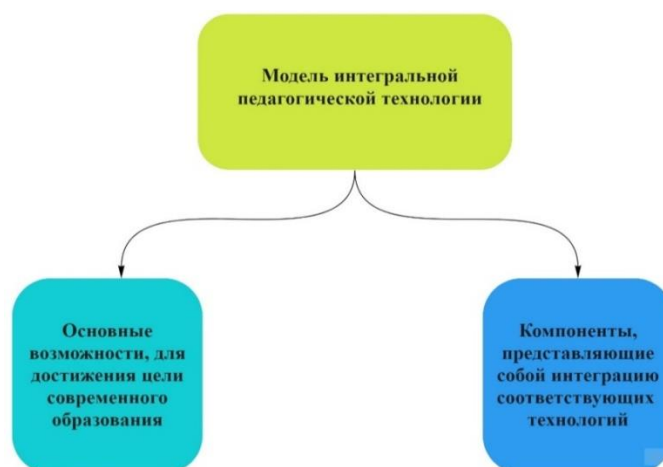 Модель интегральной
педагогической технологии
Основные
возможности, для
достижения цели
современного
образования
Компоненты,
представляющие
собой интеграцию
соответствующих
технологий